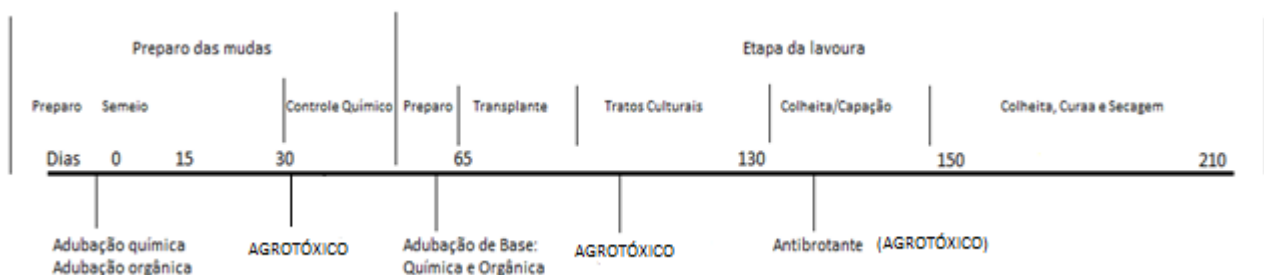 Preparo das mudas
Etapa da lavoura
Preparo Semeio Controle Químico Preparo Transplante Tratos Culturais Colheita/Capação Colheita, Curaa e Secagem
Dias 0 15 30 65 130 150 210
Adubação química
Adubação orgânica
AGROTÓXICO
Adubação de Base:
Química e Orgânica
AGROTÓXICO
Antibrotante (AGROTÓXICO)